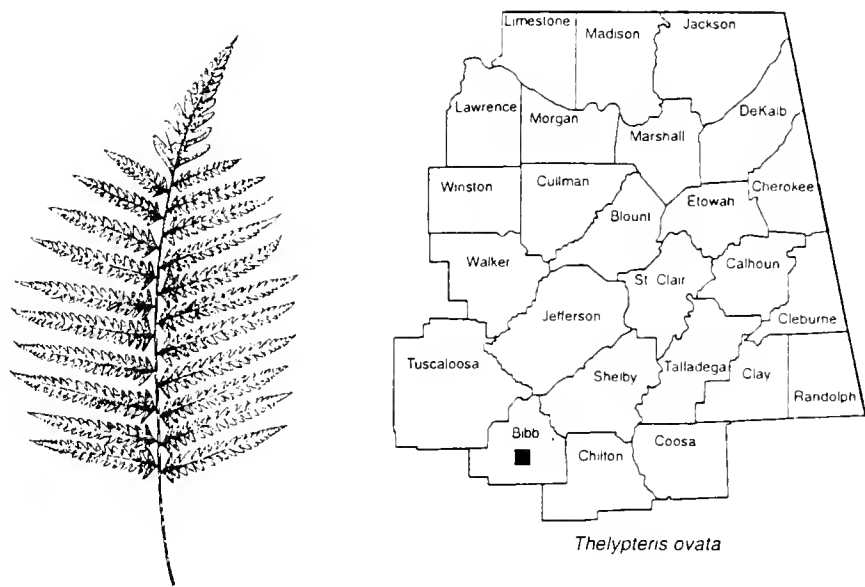 Limestone
Madison
Jackson
Lawrence
Morgan
Marshall
DeKalb
Winston
Cullman
Blount
Etowah
Cherokee
Walker
Jefferson
St Clair
Calhoun
Cleburne
Tuscaloosa
Shelby
Talladega
Clay
Randolph
Bibb
Chilton
Coosa
Thelypteris ovata